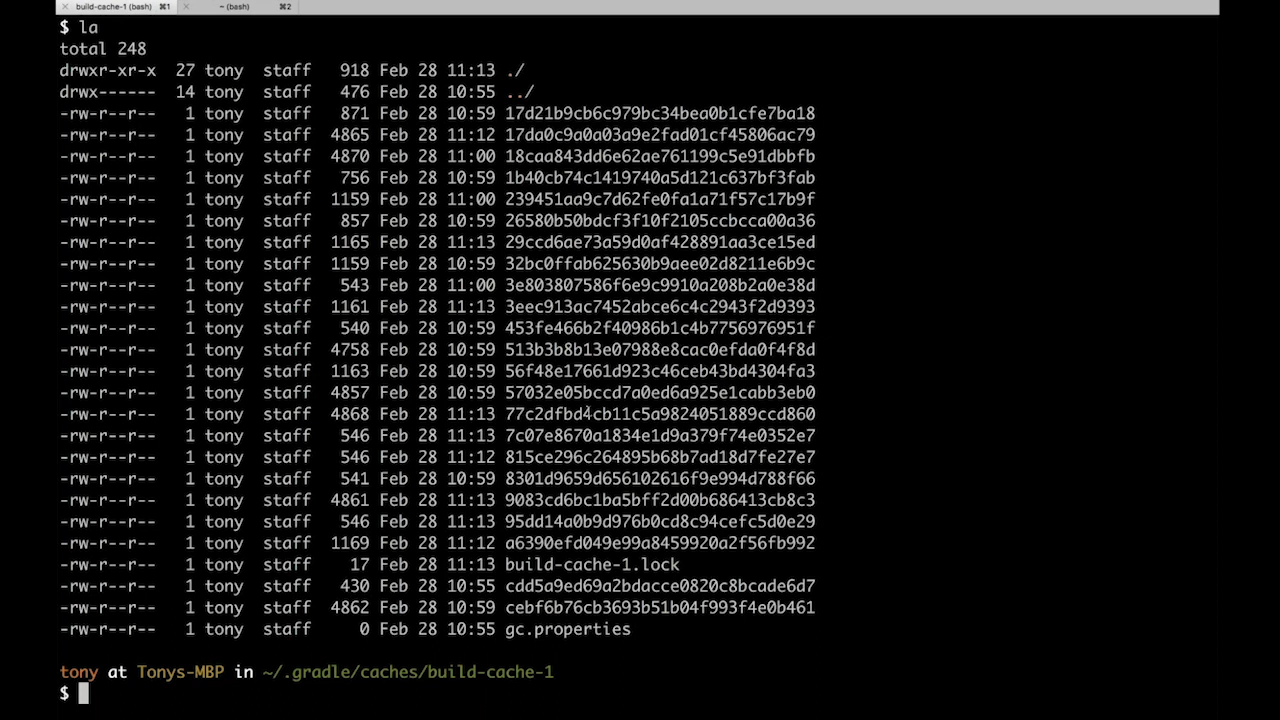 build-cache-1 (bash) ⌘1 ~ (bash) ⌘2
$ la
total 248
drwxr-xr-x 27 tony staff 918 Feb 28 11:13 ./
drwx------ 14 tony staff 476 Feb 28 10:55 ../
-rw-r--r-- 1 tony staff 871 Feb 28 10:59 17d21b9cb6c979bc34bea0b1cfe7ba18
-rw-r--r-- 1 tony staff 4865 Feb 28 11:12 17da0c9a0a03a9e2fad01cf45806ac79
-rw-r--r-- 1 tony staff 4870 Feb 28 11:00 18caa843dd6e62ae761199c5e91dbbfb
-rw-r--r-- 1 tony staff 756 Feb 28 10:59 1b40cb74c1419740a5d121c637bf3fab
-rw-r--r-- 1 tony staff 1159 Feb 28 11:00 239451aa9c7d62fe0fa1a71f57c17b9f
-rw-r--r-- 1 tony staff 857 Feb 28 10:59 26580b50bdcf3f10f2105ccbcca00a36
-rw-r--r-- 1 tony staff 1165 Feb 28 11:13 29ccd6ae73a59d0af428891aa3ce15ed
-rw-r--r-- 1 tony staff 1159 Feb 28 10:59 32bc0ffab625630b9aee02d8211e6b9c
-rw-r--r-- 1 tony staff 543 Feb 28 11:00 3e803807586f6e9c9910a208b2a0e38d
-rw-r--r-- 1 tony staff 1161 Feb 28 11:13 3eec913ac7452abce6c4c2943f2d9393
-rw-r--r-- 1 tony staff 540 Feb 28 10:59 453fe466b2f40986b1c4b7756976951f
-rw-r--r-- 1 tony staff 4758 Feb 28 10:59 513b3b8b13e07988e8cac0efda0f4f8d
-rw-r--r-- 1 tony staff 1163 Feb 28 10:59 56f48e17661d923c46ceb43bd4304fa3
-rw-r--r-- 1 tony staff 4857 Feb 28 10:59 57032e05bccd7a0ed6a925e1cabb3eb0
-rw-r--r-- 1 tony staff 4868 Feb 28 11:13 77c2dfbd4cb11c5a9824051889ccd860
-rw-r--r-- 1 tony staff 546 Feb 28 11:13 7c07e8670a1834e1d9a379f74e0352e7
-rw-r--r-- 1 tony staff 546 Feb 28 11:12 815ce296c264895b68b7ad18d7fe27e7
-rw-r--r-- 1 tony staff 541 Feb 28 10:59 8301d9659d656102616f9e994d788f66
-rw-r--r-- 1 tony staff 4861 Feb 28 11:13 9083cd6bc1ba5bff2d00b686413cb8c3
-rw-r--r-- 1 tony staff 546 Feb 28 11:13 95dd14a0b9d976b0cd8c94cefc5d0e29
-rw-r--r-- 1 tony staff 1169 Feb 28 11:12 a6390efd049e99a8459920a2f56fb992
-rw-r--r-- 1 tony staff 17 Feb 28 11:13 build-cache-1.lock
-rw-r--r-- 1 tony staff 430 Feb 28 10:55 cdd5a9ed69a2bdacce0820c8bcade6d7
-rw-r--r-- 1 tony staff 4862 Feb 28 10:59 cebf6b76cb3693b51b04f993f4e0b461
-rw-r--r-- 1 tony staff 0 Feb 28 10:55 gc.properties
tony at Tonys-MBP in ~/.gradle/caches/build-cache-1
$